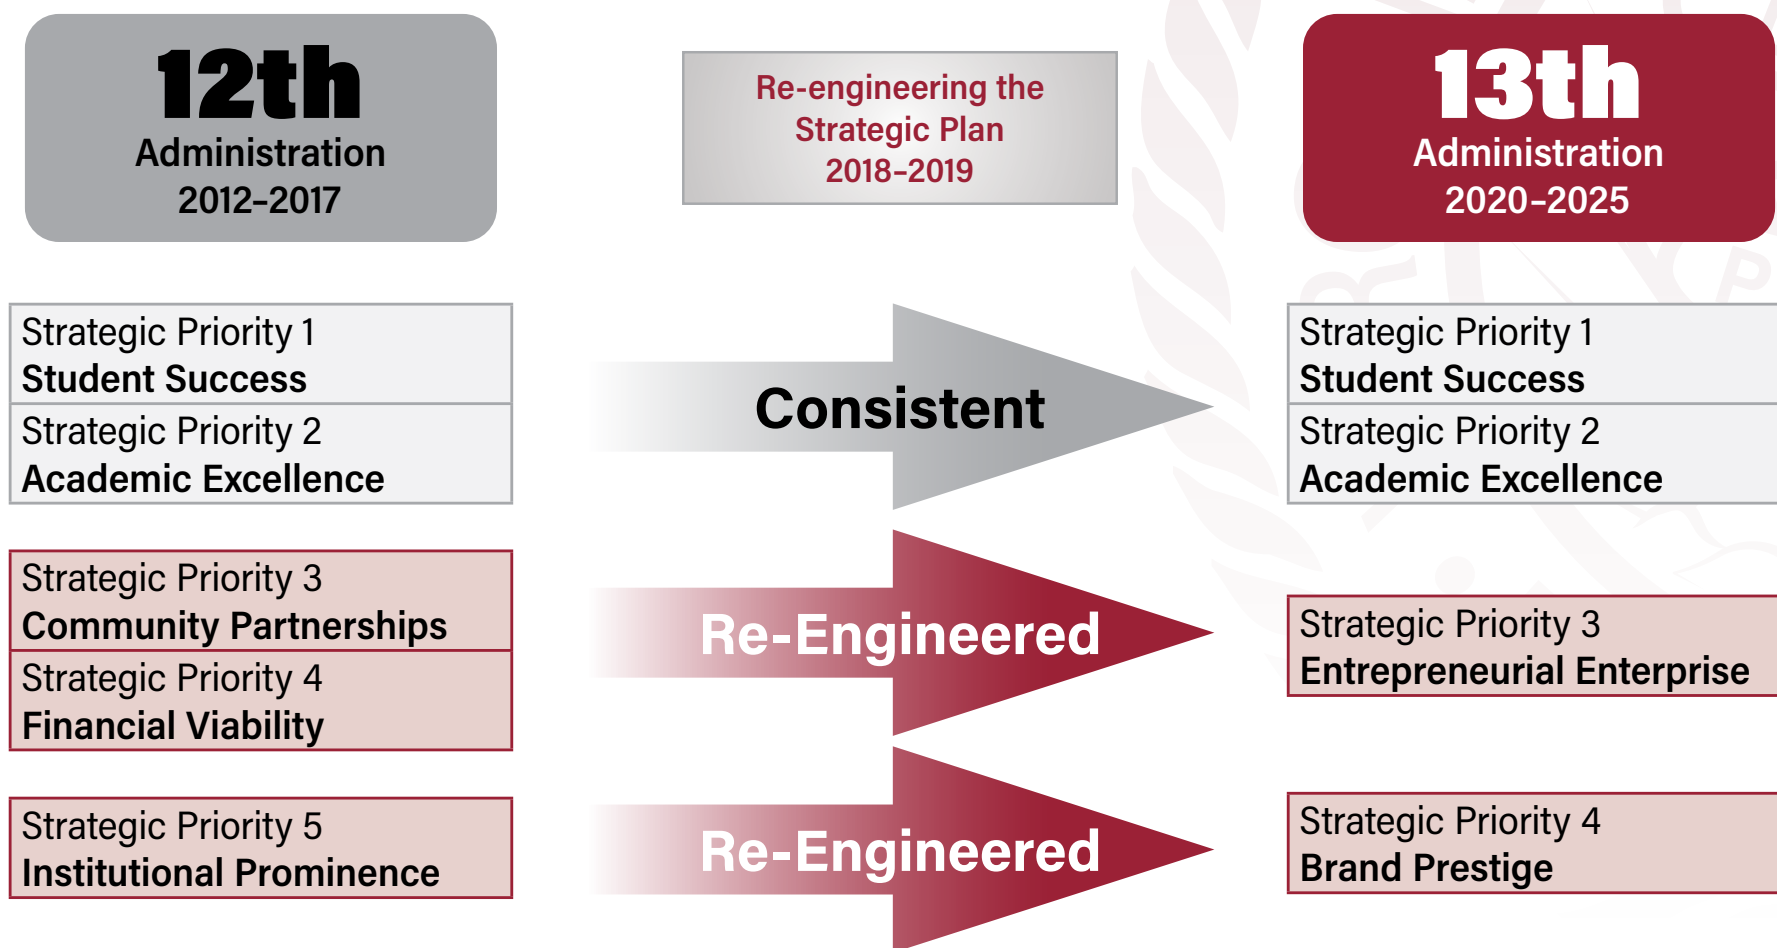 12th
Administration
2012–2017
Re-engineering the
Strategic Plan
2018–2019
13th
Administration
2020–2025
Strategic Priority 1
Student Success
Strategic Priority 2
Academic Excellence
Consistent
Strategic Priority 1
Student Success
Strategic Priority 2
Academic Excellence
Strategic Priority 3
Community Partnerships
Strategic Priority 4
Financial Viability
Re-Engineered
Strategic Priority 3
Entrepreneurial Enterprise
Strategic Priority 5
Institutional Prominence
Re-Engineered
Strategic Priority 4
Brand Prestige